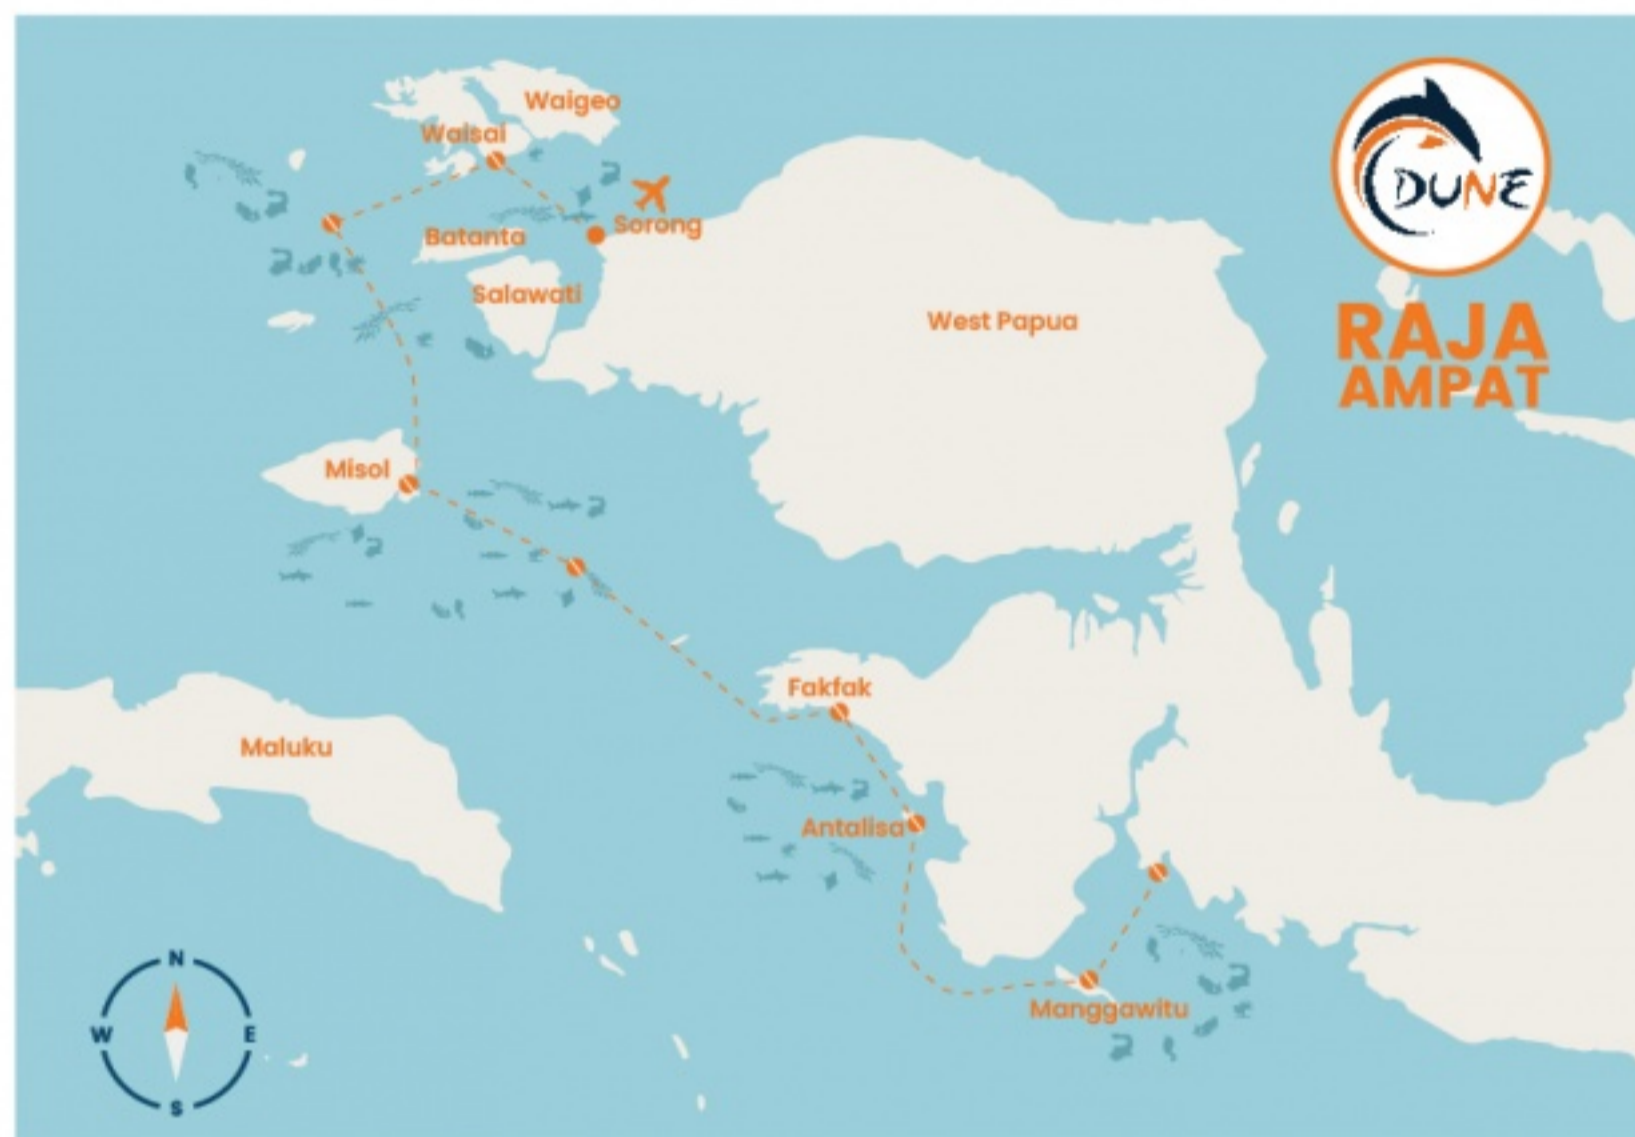 Waigeo
Waisai
DUNE
Sorong
Batanta
Salawati
West Papua
RAJA
AMPAT
Misol
Fakfak
Maluku
Antalisa
N
W
E
S
Manggawitu